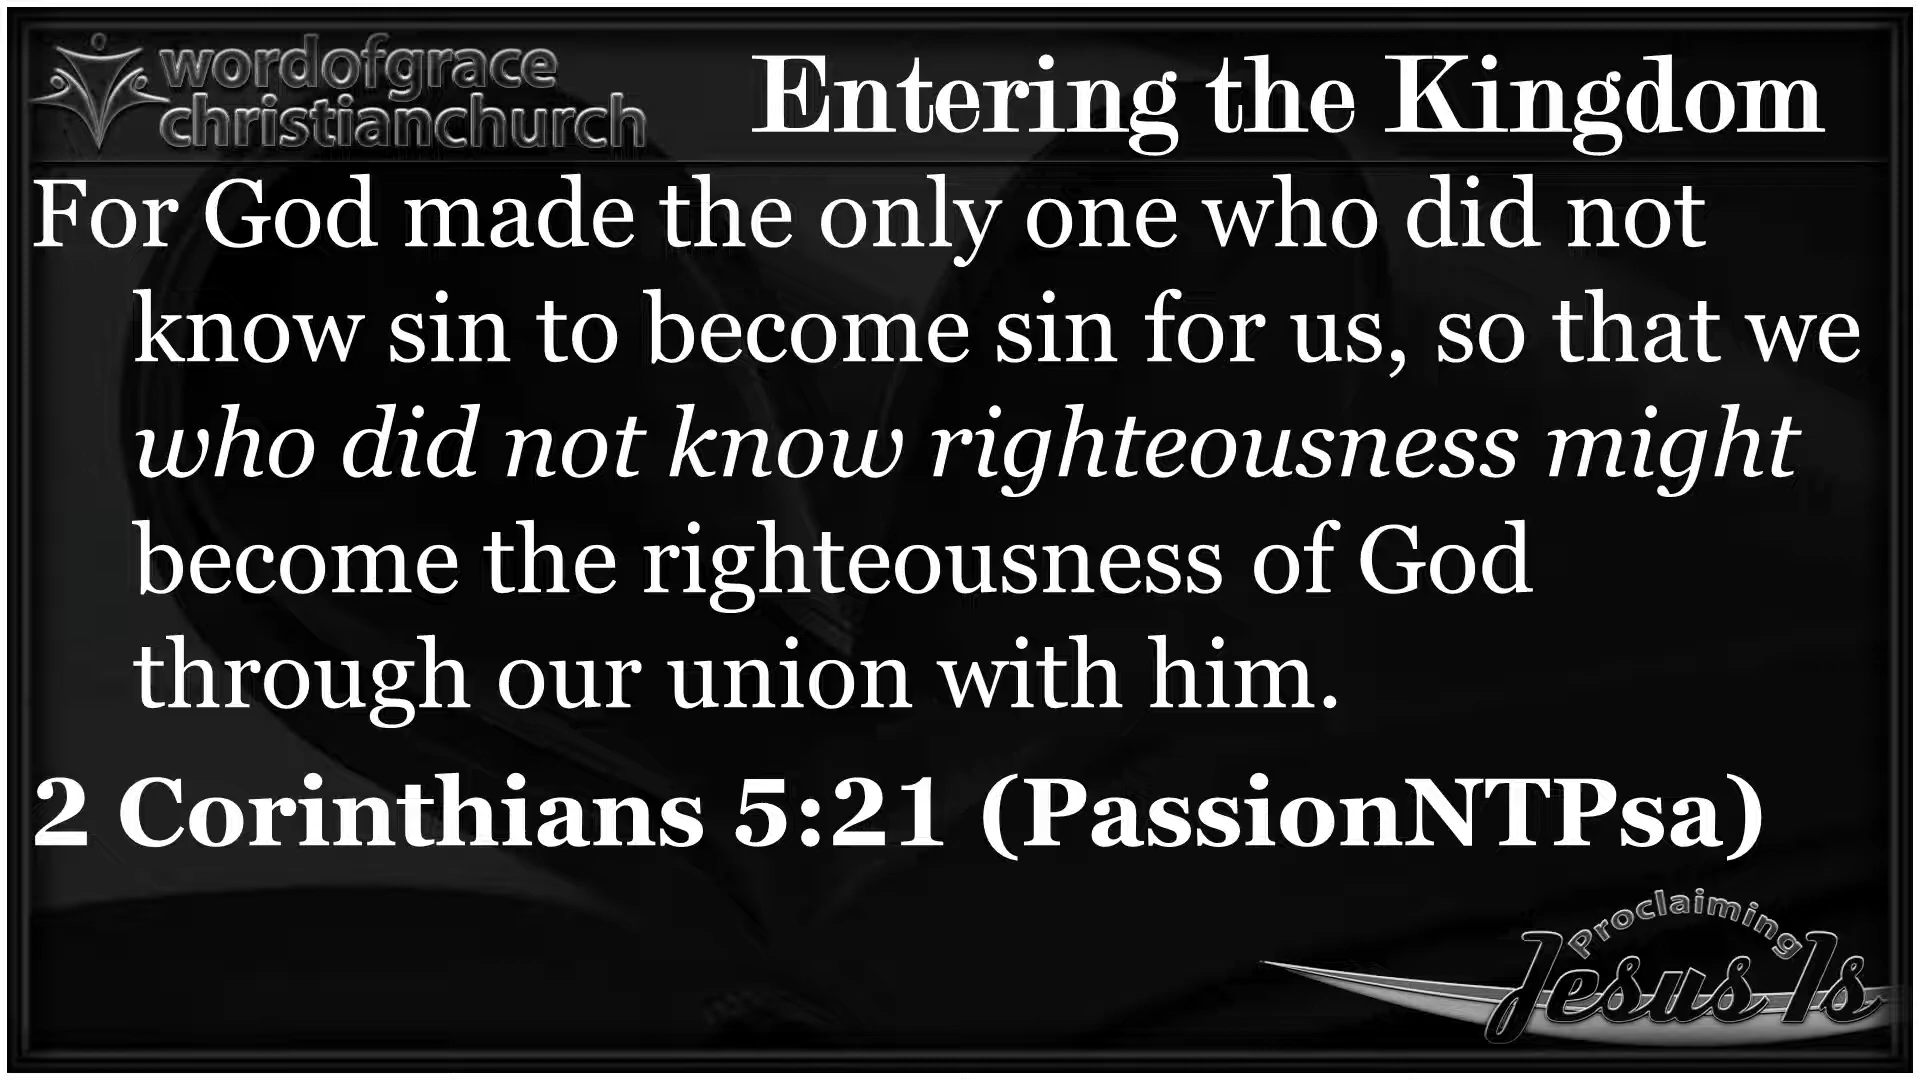 wordofgrace
christianchurch
Entering the Kingdom
For God made the only one who did not
know sin to become sin for us, so that we
who did not know righteousness might
become the righteousness of God
through our union with him.
2 Corinthians 5:21 (PassionNTPsa)
Proclaiming
Jesus Is